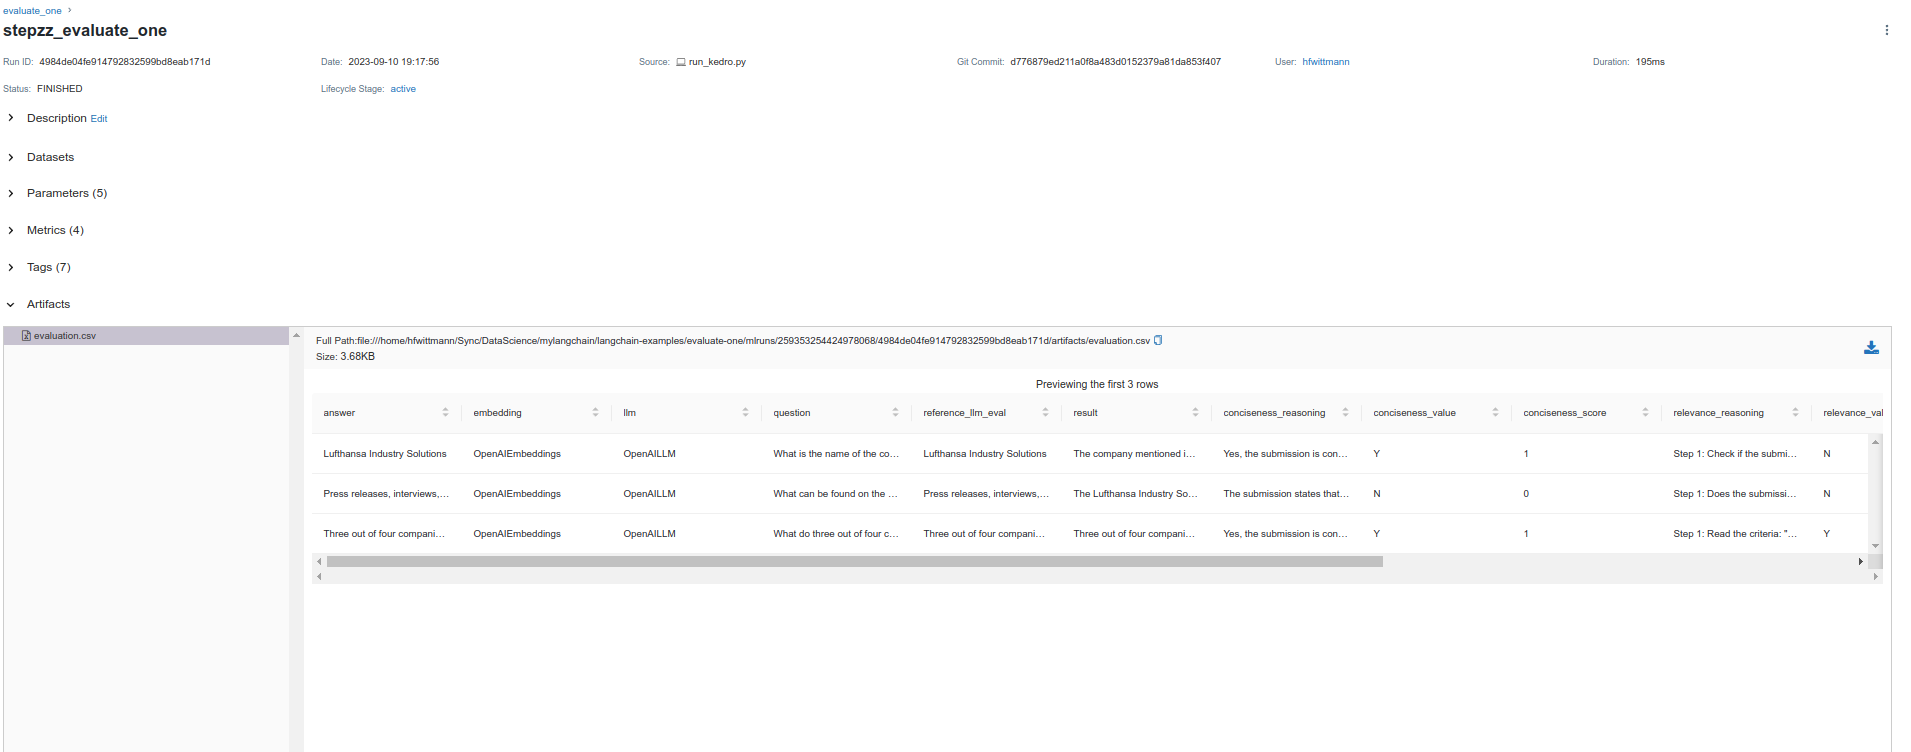 evaluate_one
stepzz_evaluate_one
Run ID: 4984de04fe914792832599bd8eab171d Date: 2023-09-10 19:17:56 Source: run_kedro.py Git Commit: d776879ed211a0f8a483d0152379a81da853f407 User: hfwittmann Duration: 195ms
Status: FINISHED Lifecycle Stage: active
Description Edit
Datasets
Parameters (5)
Metrics (4)
Tags (7)
Artifacts
evaluation.csv
Full Path:file:///home/hfwittmann/Sync/DataScience/mylangchain/langchain-examples/evaluate-one/mlruns/259353254424978068/4984de04fe914792832599bd8eab171d/artifacts/evaluation.csv
Size: 3.68KB
Previewing the first 3 rows
answer embedding llm question reference_llm_eval result conciseness_reasoning conciseness_value conciseness_score relevance_reasoning relevance_val
Lufthansa Industry Solutions OpenAIEmbeddings OpenAILLM What is the name of the co... Lufthansa Industry Solutions The company mentioned i... Yes, the submission is con... Y 1 Step 1: Check if the submi... N
Press releases, interviews,... OpenAIEmbeddings OpenAILLM What can be found on the ... Press releases, interviews,... The Lufthansa Industry So... The submission states that... N 0 Step 1: Does the submissi... N
Three out of four compani... OpenAIEmbeddings OpenAILLM What do three out of four c... Three out of four compani... Three out of four compani... Yes, the submission is con... Y 1 Step 1: Read the criteria: "... Y